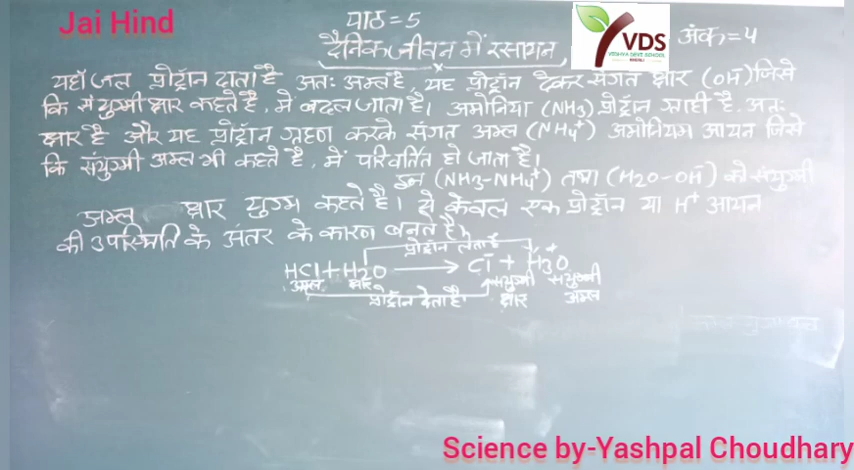 Jai Hind
पाठ = 5
VDS
VIDHYA DEVI SCHOOL
अंक = 4
दैनिक जीवन में रसायन
यहाँ जल प्रोट्रॉन दाता है अतः अम्ल है, यह प्रोट्रॉन देकर संगत क्षार (OH⁻) जिसे
कि संयुग्मी क्षार कहते है, में बदल जाता है। अमोनिया (NH3) प्रोट्रॉन ग्राही है, अतः
क्षार है और यह प्रोट्रॉन ग्रहण करके संगत अम्ल (NH4⁺) अमोनियम आयन जिसे
कि संयुग्मी अम्ल भी कहते है, में परिवर्तित हो जाता है।
इन (NH3-NH4⁺) तथा (H2O-OH⁻) को संयुग्मी
अम्ल क्षार युग्म कहते है। ये केवल एक प्रोट्रॉन या H⁺ आयन
की उपस्थिति के अंतर के कारण बनते है।
प्रोट्रॉन लेता है
HCl + H2O ⟶ Cl⁻ + H3O⁺
अम्ल क्षार संयुग्मी क्षार संयुग्मी अम्ल
प्रोट्रॉन देता है
Science by-Yashpal Choudhary